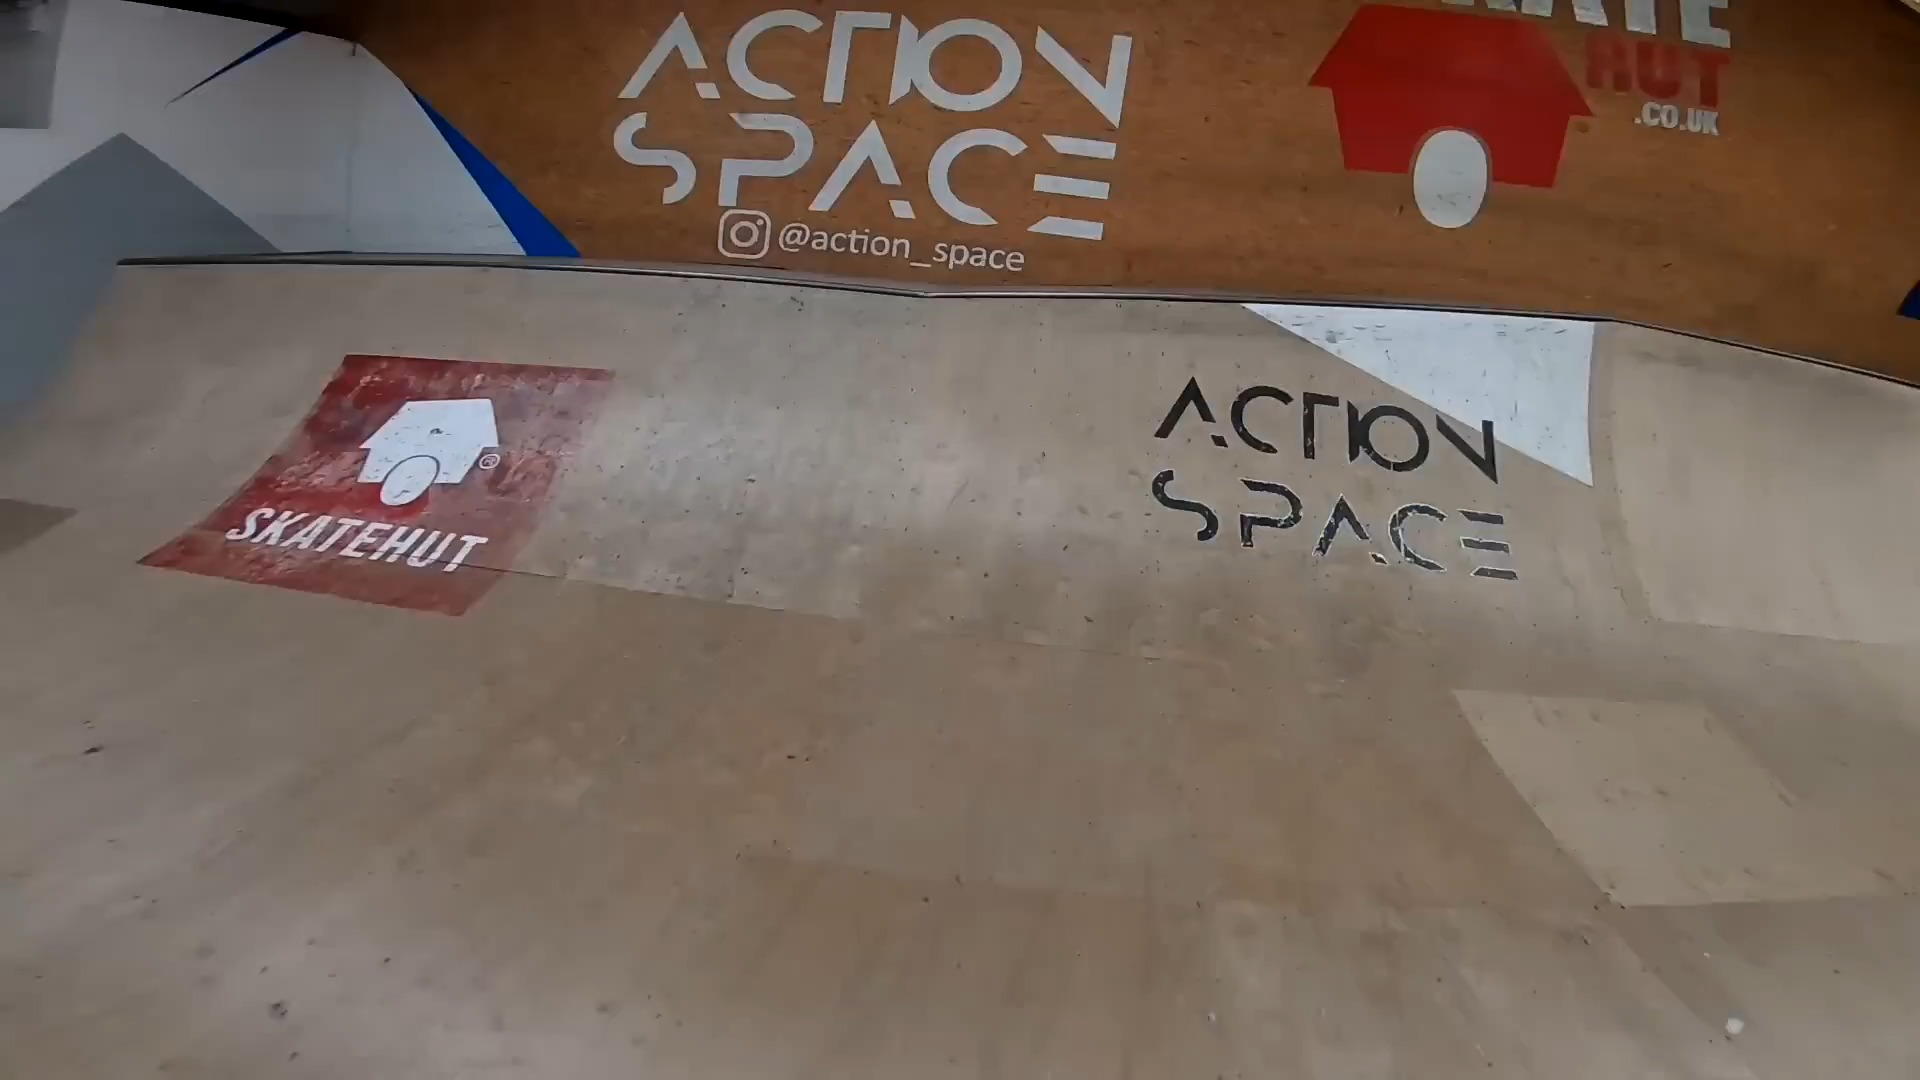 ACTION
SPACE
@action_space
HUT
.CO.UK
SKATEHUT
ACTION
SPACE